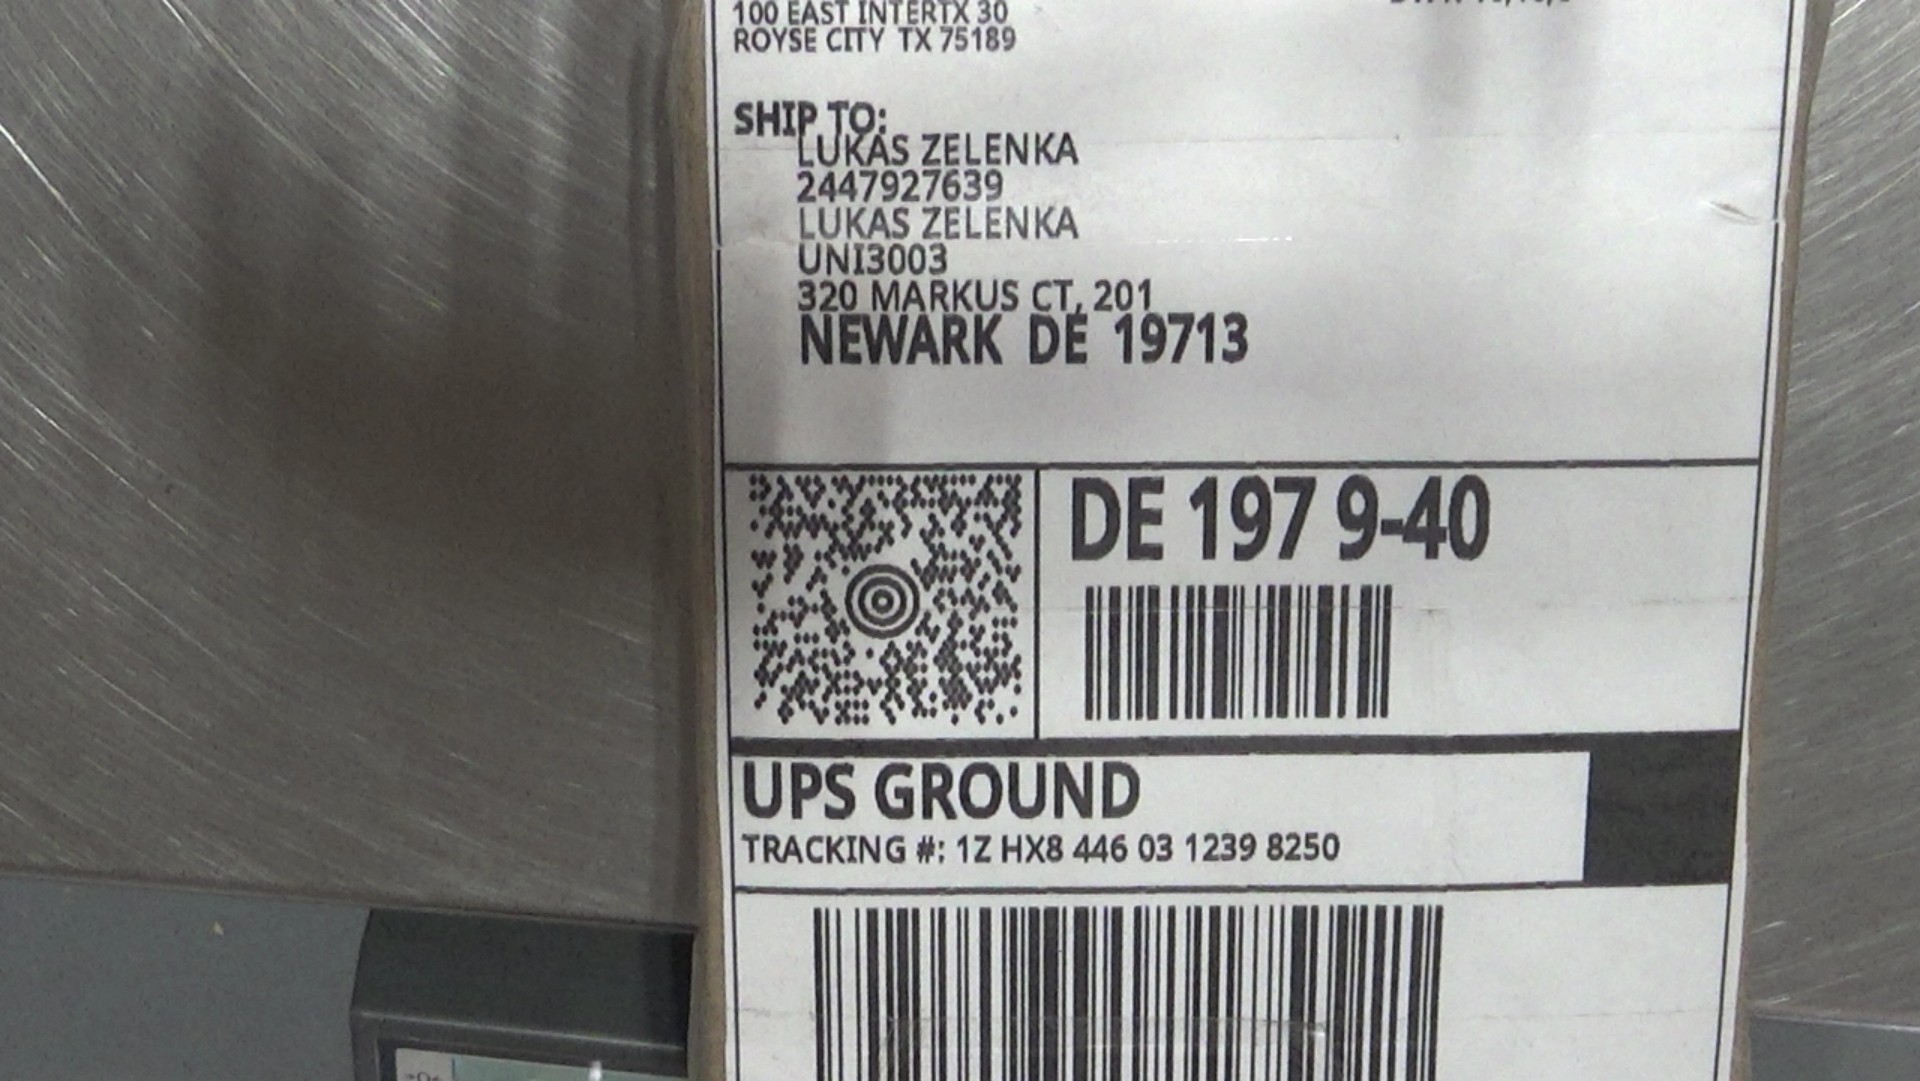 100 EAST INTERTX 30
ROYSE CITY TX 75189
SHIP TO:
LUKAS ZELENKA
2447927639
LUKAS ZELENKA
UNI3003
320 MARKUS CT, 201
NEWARK DE 19713
DE 197 9-40
UPS GROUND
TRACKING #: 1Z HX8 446 03 1239 8250